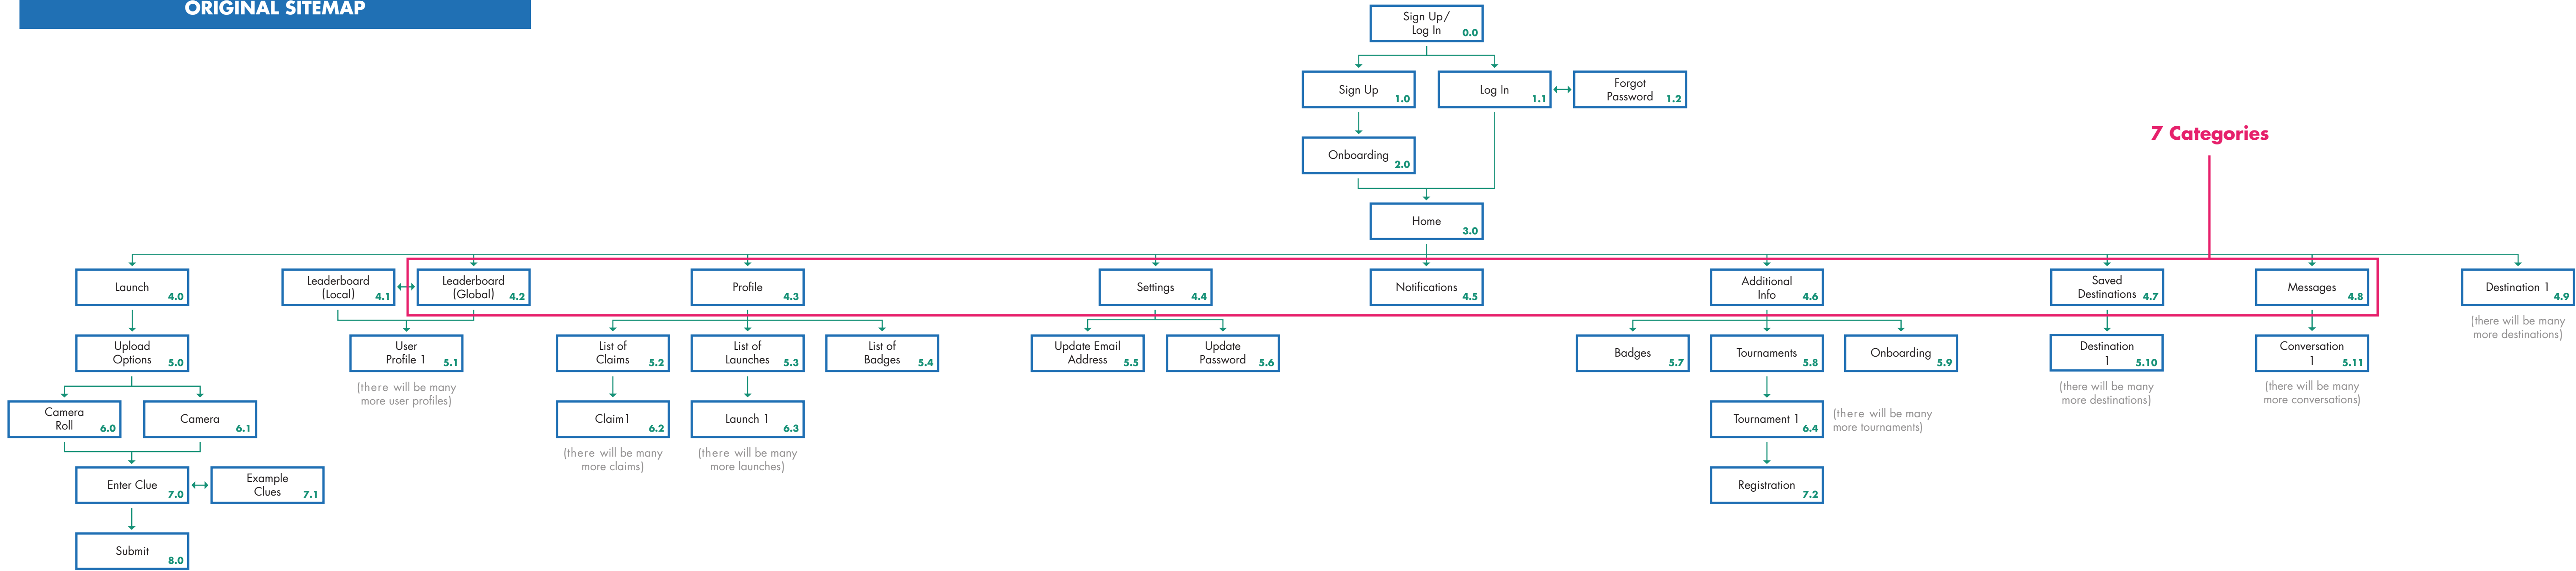 ORIGINAL SITEMAP
Sign Up/
Log In 0.0
Sign Up 1.0
Log In 1.1
Forgot
Password 1.2
Onboarding 2.0
7 Categories
Home 3.0
Launch 4.0
Leaderboard
(Local) 4.1
Leaderboard
(Global) 4.2
Profile 4.3
Settings 4.4
Notifications 4.5
Additional
Info 4.6
Saved
Destinations 4.7
Messages 4.8
Destination 1 4.9
(there will be many
more destinations)
Upload
Options 5.0
User
Profile 1 5.1
(there will be many
more user profiles)
List of
Claims 5.2
List of
Launches 5.3
List of
Badges 5.4
Update Email
Address 5.5
Update
Password 5.6
Badges 5.7
Tournaments 5.8
Onboarding 5.9
Destination
1 5.10
(there will be many
more destinations)
Conversation
1 5.11
(there will be many
more conversations)
Camera
Roll 6.0
Camera 6.1
Claim1 6.2
(there will be many
more claims)
Launch 1 6.3
(there will be many
more launches)
Tournament 1 6.4
(there will be many
more tournaments)
Enter Clue 7.0
Example
Clues 7.1
Registration 7.2
Submit 8.0